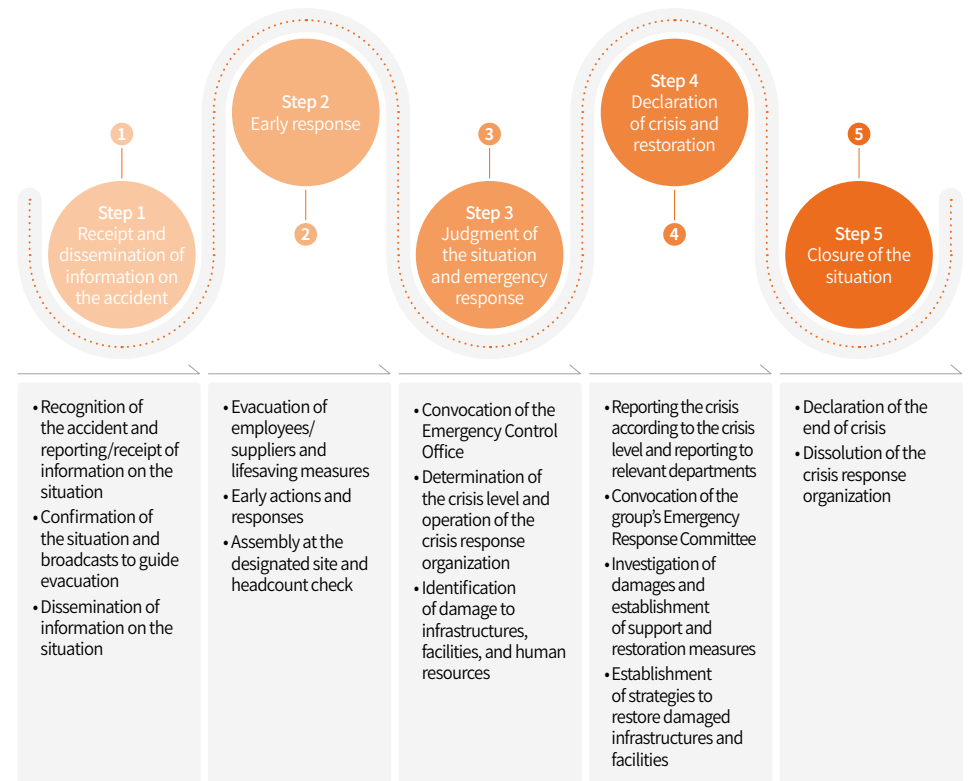 1
Step 1
Receipt and
dissemination of
information on
the accident
Step 2
Early response
2
3
Step 3
Judgment of
the situation
and emergency
response
Step 4
Declaration
of crisis and
restoration
4
5
Step 5
Closure of the
situation
• Recognition of
the accident and
reporting/receipt of
information on the
situation
• Confirmation of
the situation and
broadcasts to guide
evacuation
• Dissemination of
information on the
situation
• Evacuation of
employees/
suppliers and
lifesaving measures
• Early actions and
responses
• Assembly at the
designated site and
headcount check
• Convocation of the
Emergency Control
Office
• Determination of
the crisis level and
operation of the
crisis response
organization
• Identification
of damage to
infrastructures,
facilities, and human
resources
• Reporting the crisis
according to the crisis
level and reporting to
relevant departments
• Convocation of the
group's Emergency
Response Committee
• Investigation of
damages and
establishment
of support and
restoration measures
• Establishment
of strategies to
restore damaged
infrastructures and
facilities
• Declaration of the
end of crisis
• Dissolution of the
crisis response
organization